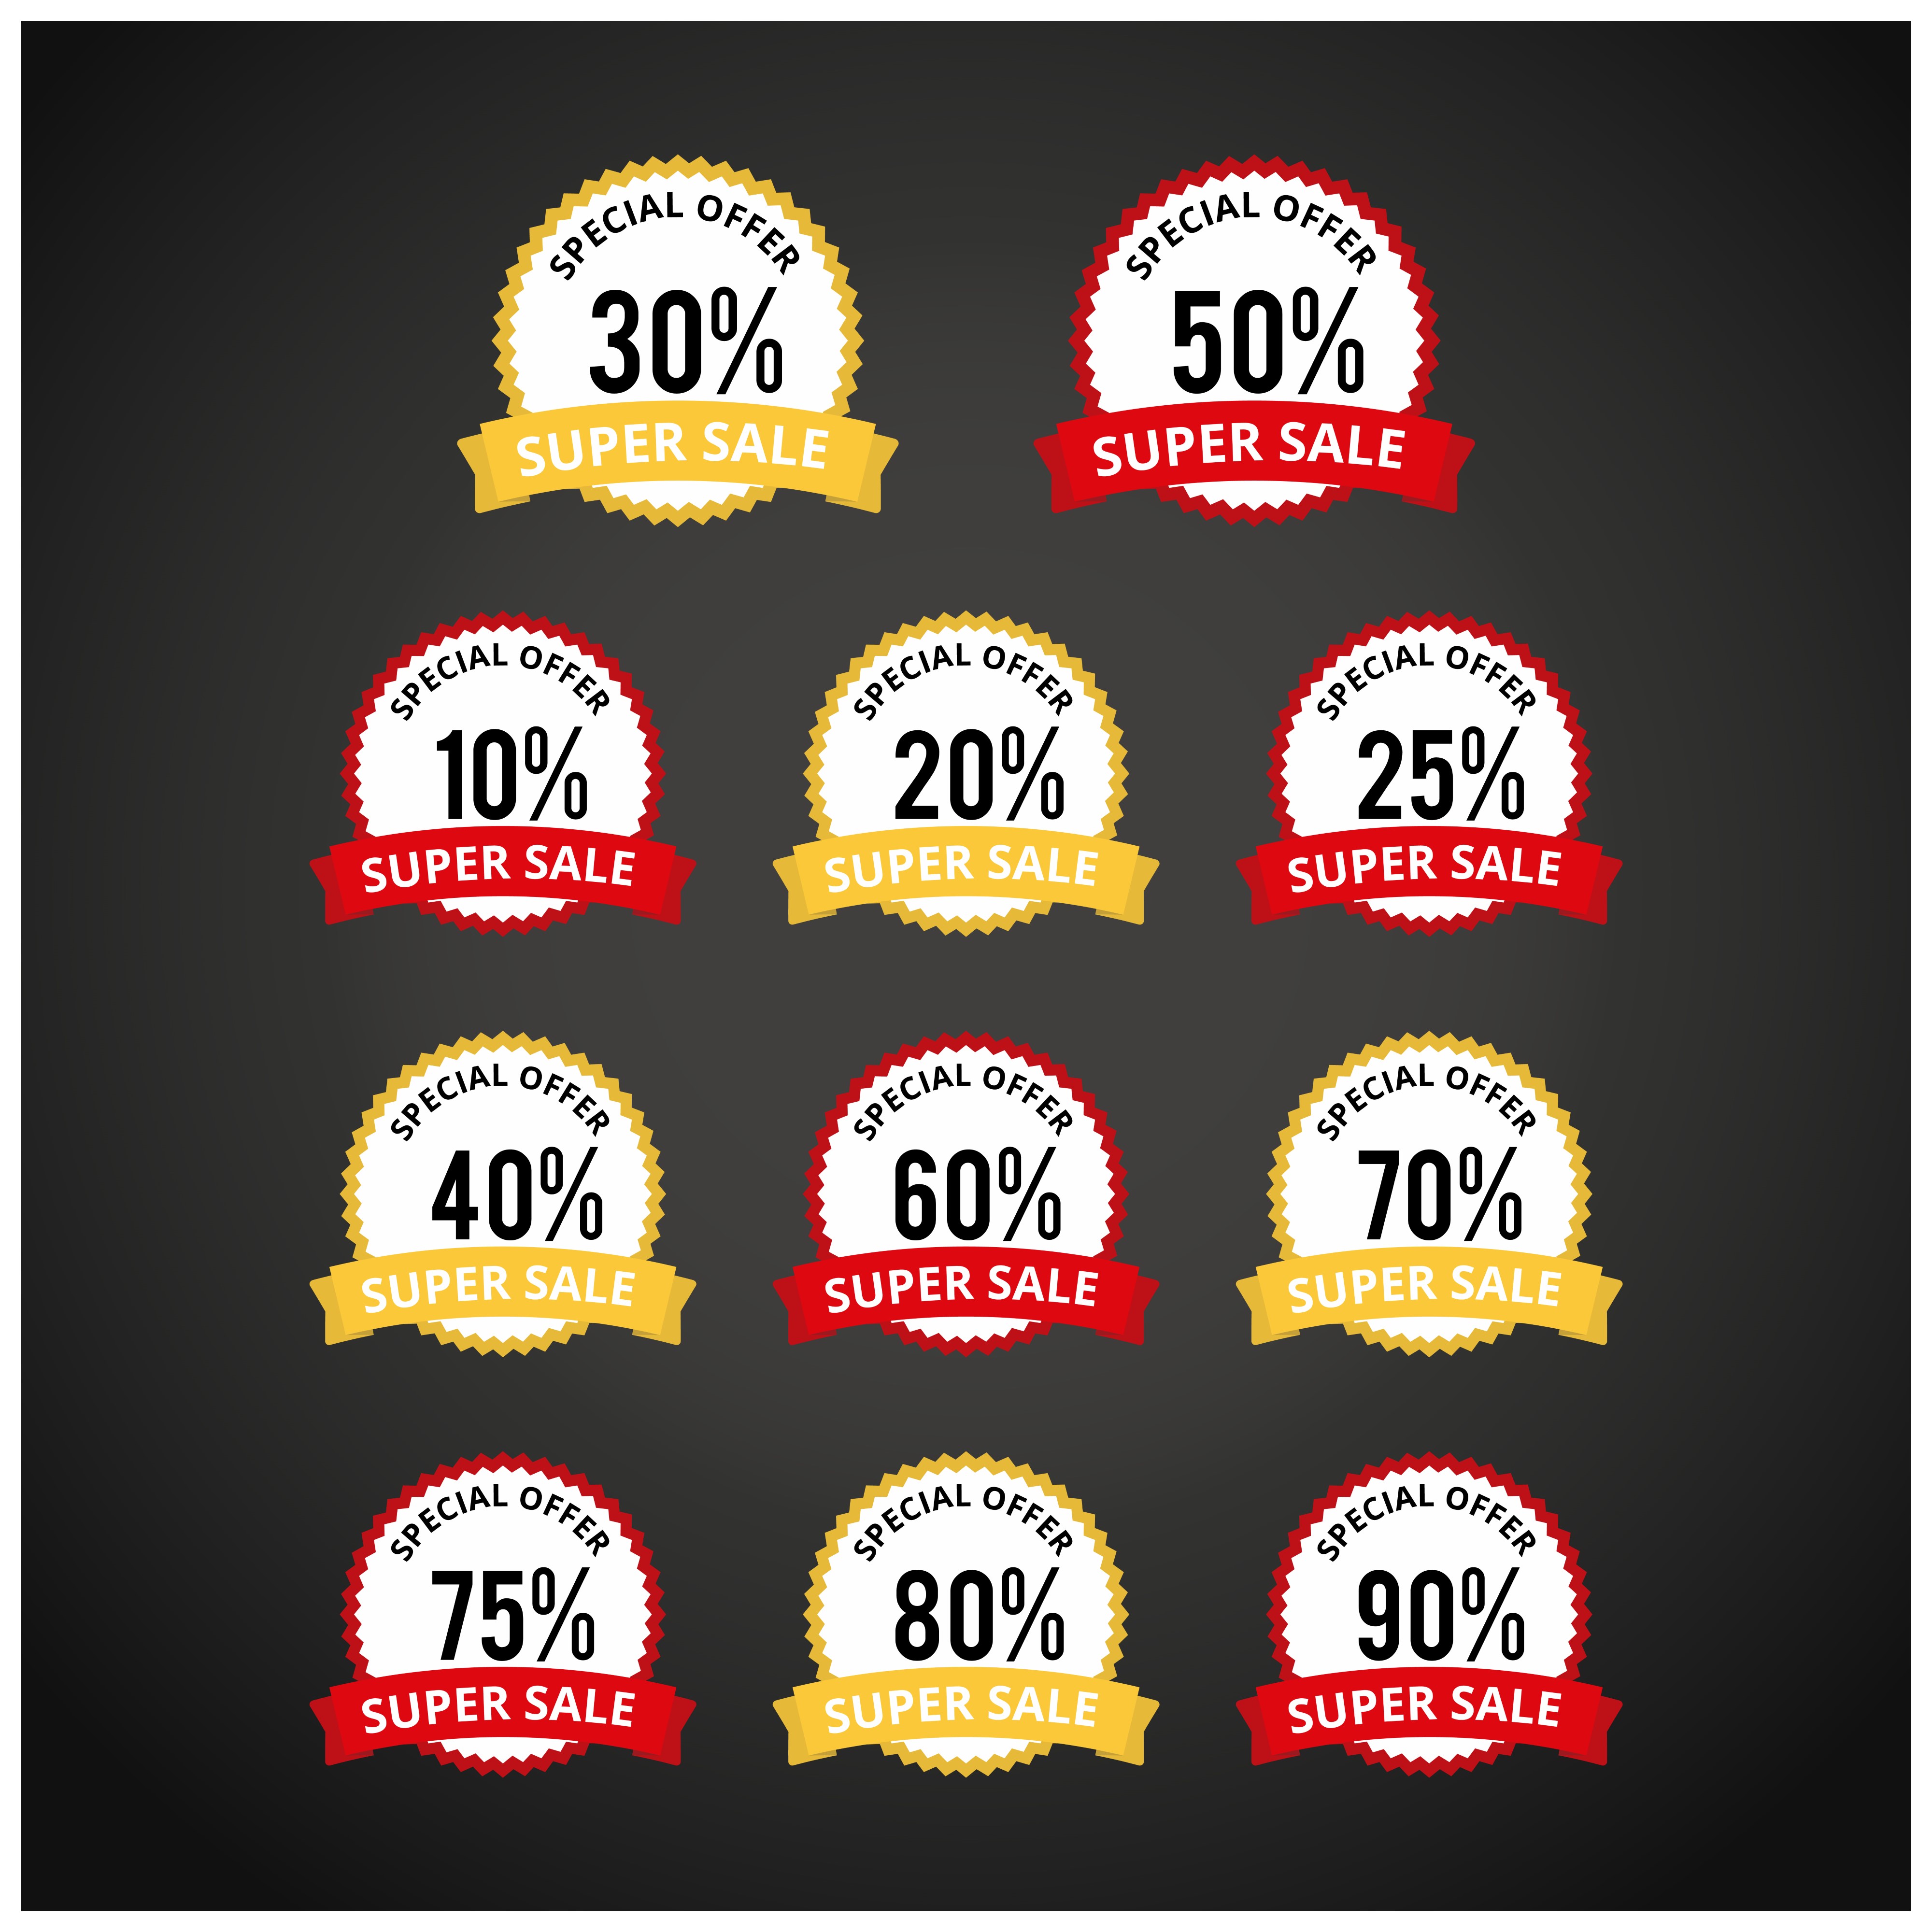 SPECIAL OFFER
30%
SUPER SALE
SPECIAL OFFER
50%
SUPER SALE
SPECIAL OFFER
10%
SUPER SALE
SPECIAL OFFER
20%
SUPER SALE
SPECIAL OFFER
25%
SUPER SALE
SPECIAL OFFER
40%
SUPER SALE
SPECIAL OFFER
60%
SUPER SALE
SPECIAL OFFER
70%
SUPER SALE
SPECIAL OFFER
75%
SUPER SALE
SPECIAL OFFER
80%
SUPER SALE
SPECIAL OFFER
90%
SUPER SALE